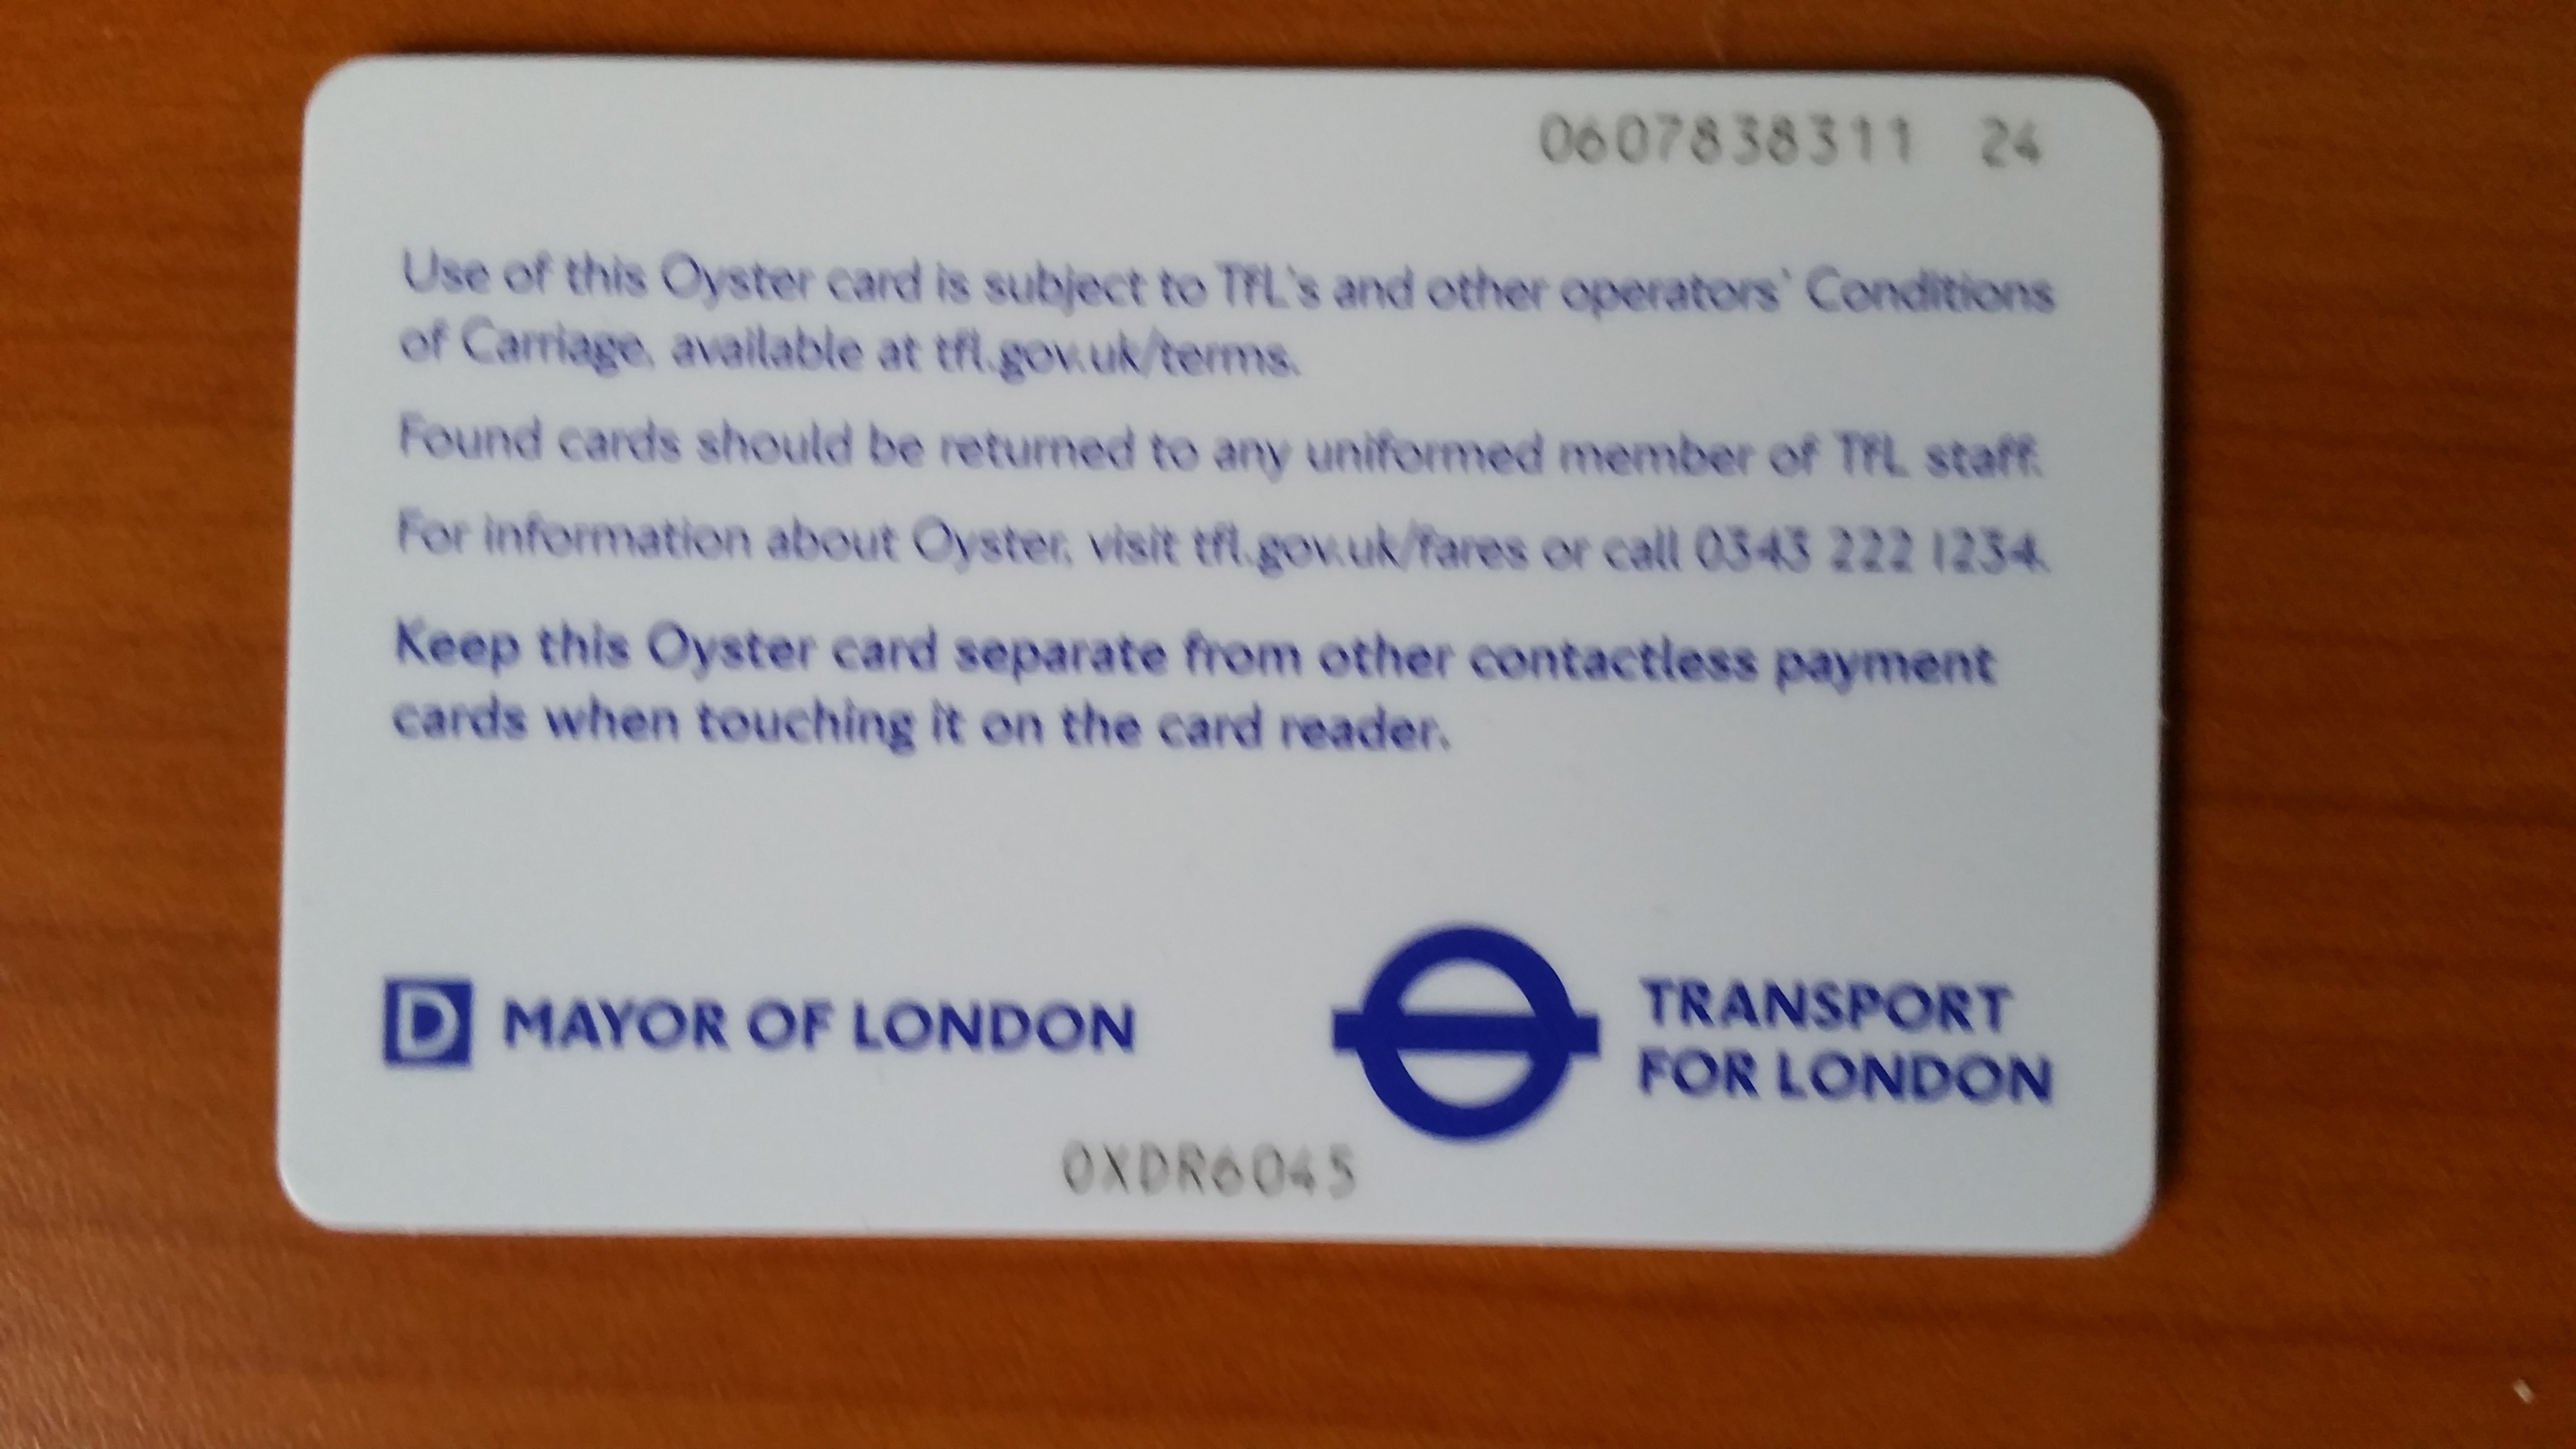 0607838311 24
Use of this Oyster card is subject to TfL's and other operators' Conditions
of Carriage, available at tfl.gov.uk/terms.
Found cards should be returned to any uniformed member of TfL staff.
For information about Oyster, visit tfl.gov.uk/fares or call 0343 222 1234.
Keep this Oyster card separate from other contactless payment
cards when touching it on the card reader.
D MAYOR OF LONDON
TRANSPORT
FOR LONDON
0XDR6045